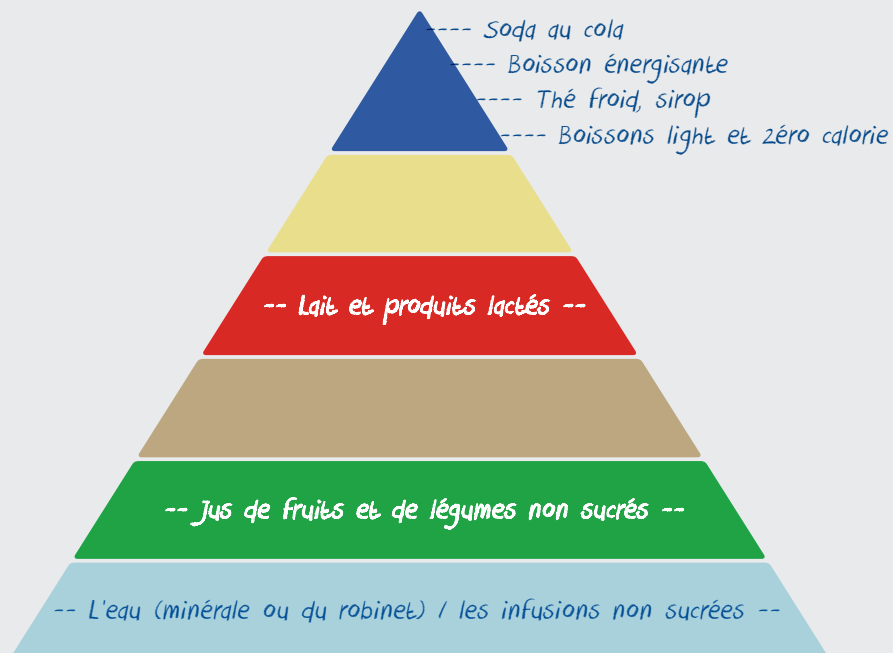 ---- Soda au cola
---- Boisson énergisante
---- Thé froid, sirop
---- Boissons light et zéro calorie
-- Lait et produits lactés --
-- Jus de fruits et de légumes non sucrés --
-- L'eau (minérale ou du robinet) / les infusions non sucrées --